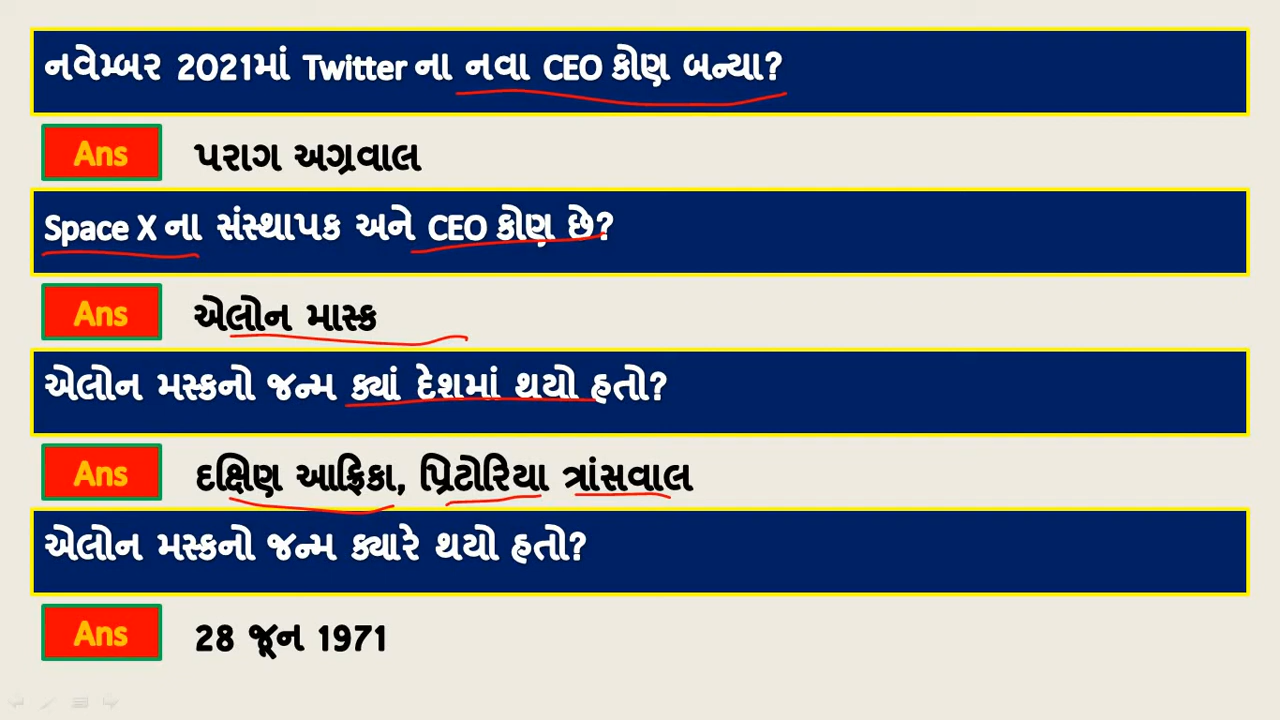 નવેમ્બર 2021માં Twitter ના નવા CEO કોણ બન્યા?
Ans પરાગ અગ્રવાલ
Space X ના સંસ્થાપક અને CEO કોણ છે?
Ans એલોન માસ્ક
એલોન મસ્કનો જન્મ ક્યાં દેશમાં થયો હતો?
Ans દક્ષિણ આફ્રિકા, પ્રિટોરિયા ત્રાંસવાલ
એલોન મસ્કનો જન્મ ક્યારે થયો હતો?
Ans 28 જૂન 1971